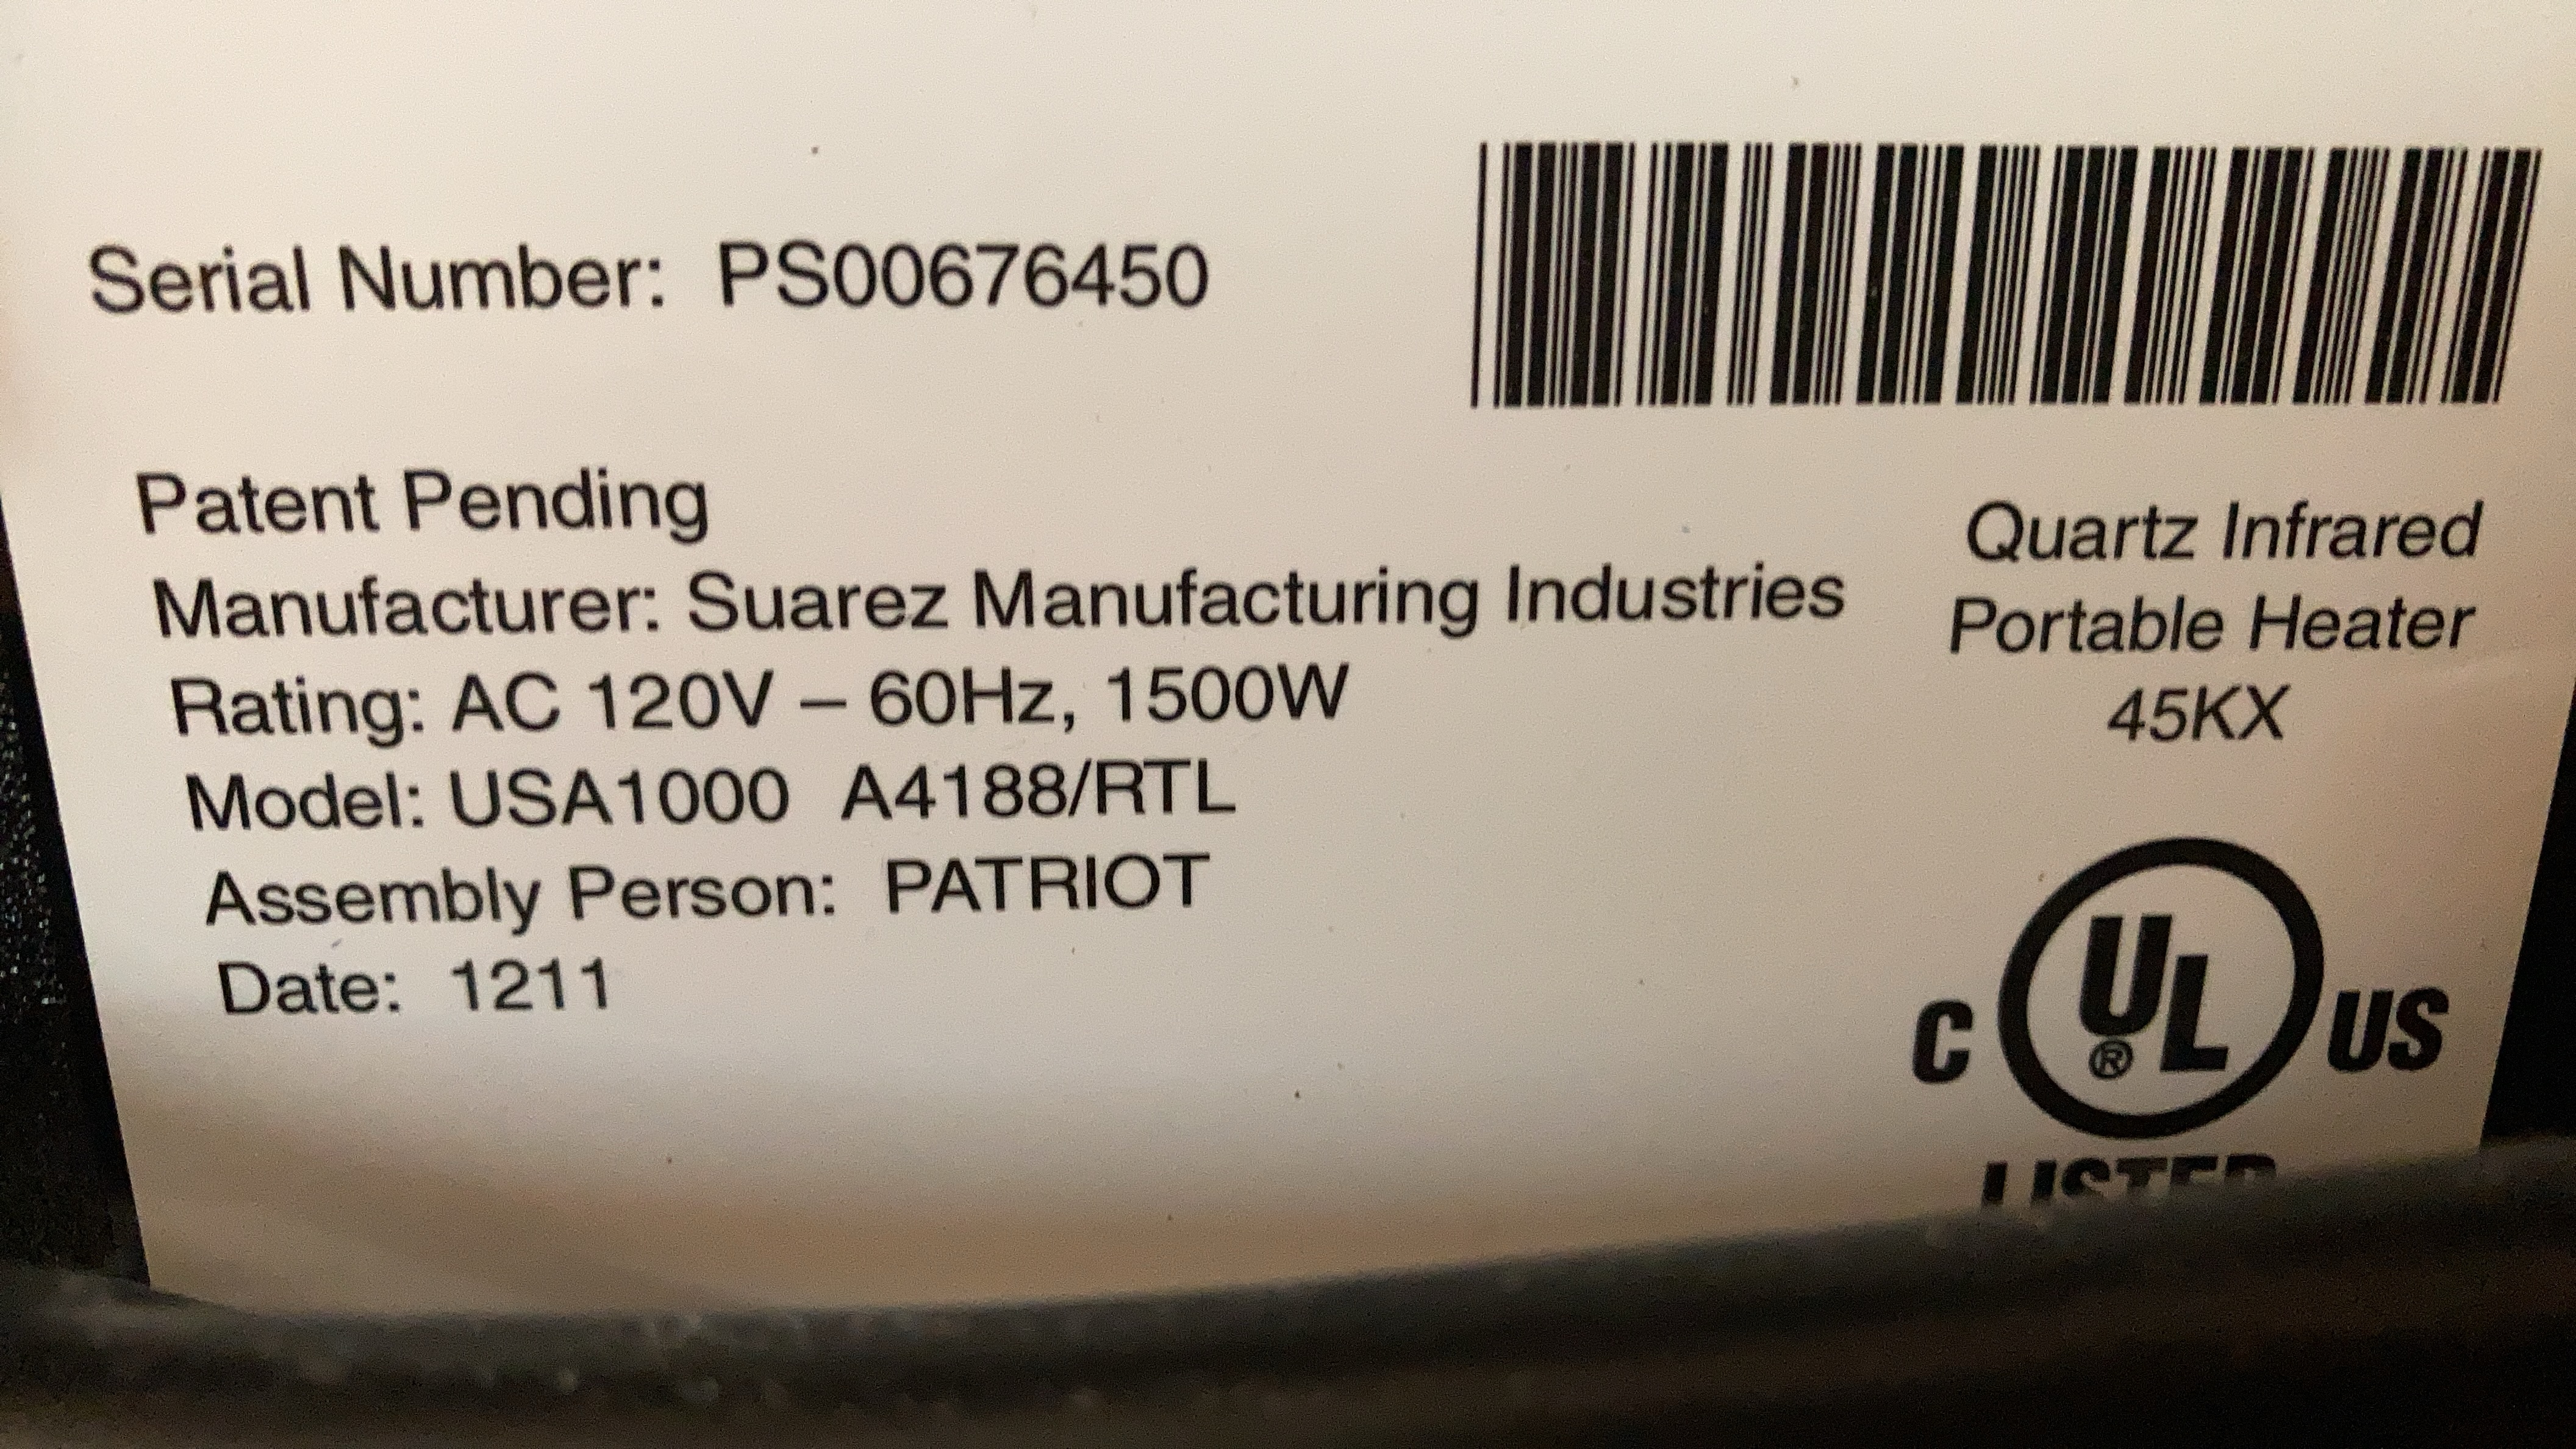 Serial Number: PS00676450
Patent Pending
Manufacturer: Suarez Manufacturing Industries
Rating: AC 120V – 60Hz, 1500W
Model: USA1000 A4188/RTL
Assembly Person: PATRIOT
Date: 1211
Quartz Infrared
Portable Heater
45KX
C UL® US
LISTED